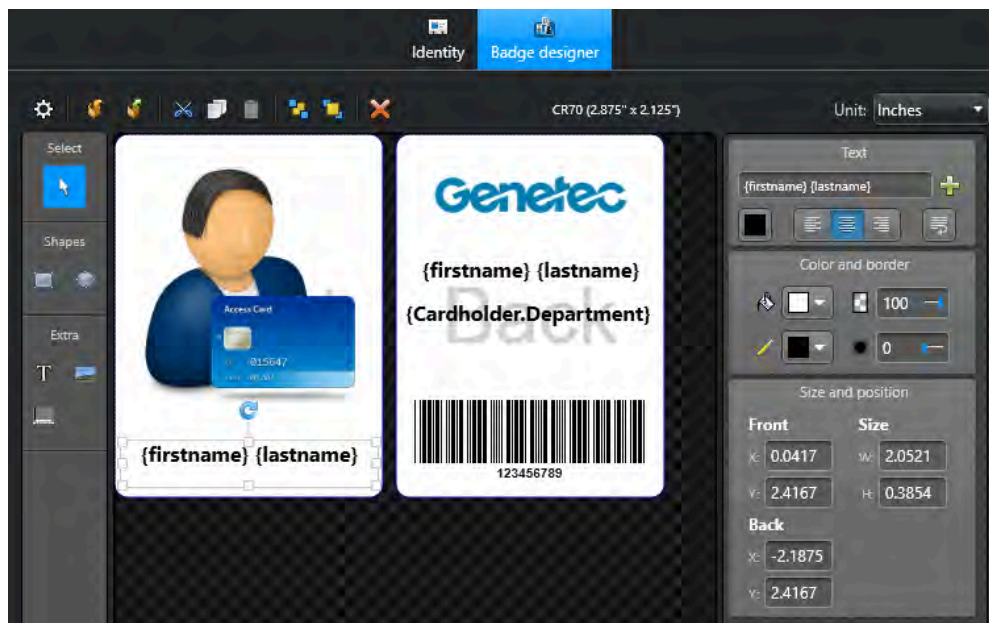 Identity
Badge designer
CR70 (2.875" x 2.125")
Unit: Inches
Select
Shapes
Extra
T
Access Card
015647
{firstname} {lastname}
Genetec
{firstname} {lastname}
Back
{Cardholder.Department}
123456789
Text
{firstname} {lastname}
Color and border
100
0
Size and position
Front Size
X: 0.0417 W: 2.0521
Y: 2.4167 H: 0.3854
Back
X: -2.1875
Y: 2.4167